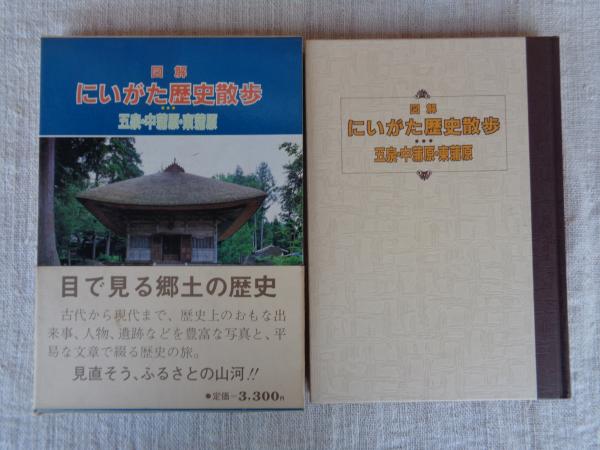 図解
にいがた歴史散歩
五泉・中蒲原・東蒲原
目で見る郷土の歴史
古代から現代まで、歴史上のおもな出
来事、人物、遺跡などを豊富な写真と、平
易な文章で綴る歴史の旅。
見直そう、ふるさとの山河!!
●定価－3,300円
図解
にいがた歴史散歩
五泉・中蒲原・東蒲原